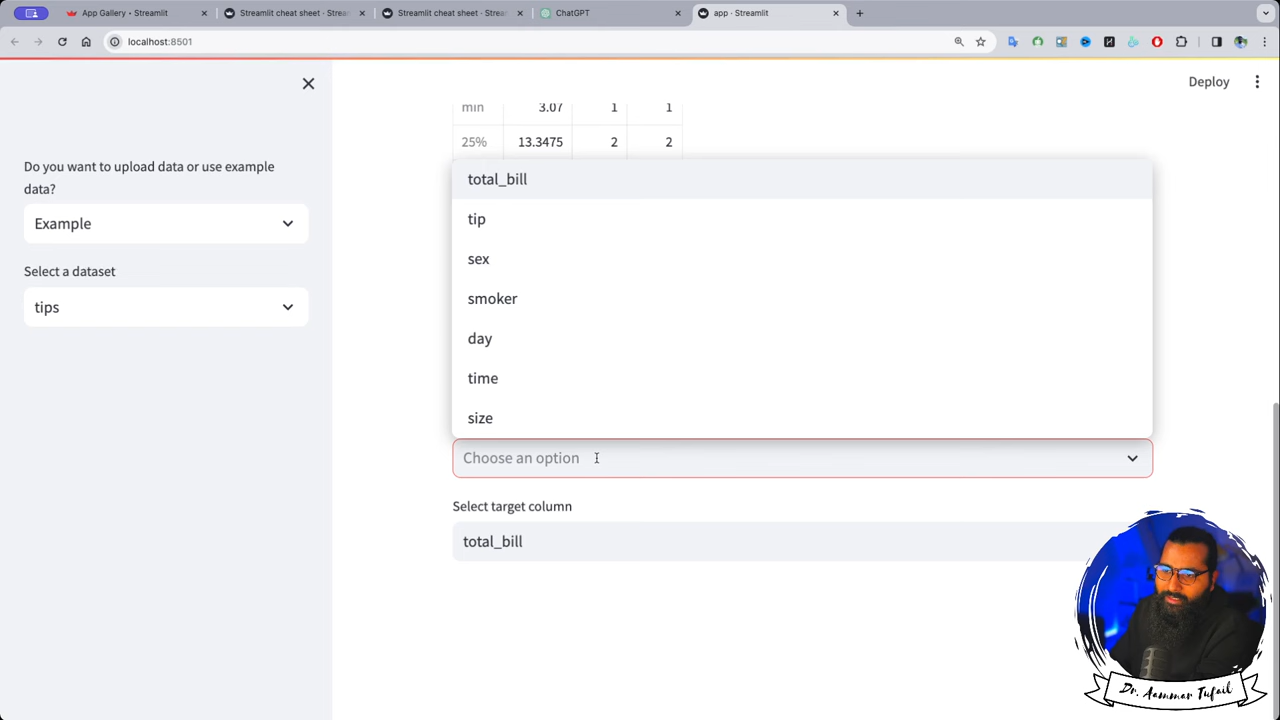 App Gallery • Streamlit
Streamlit cheat sheet · Strea
Streamlit cheat sheet · Strea
ChatGPT
app · Streamlit
localhost:8501
Deploy
Do you want to upload data or use example
data?
Example
Select a dataset
tips
min 3.07 1 1
25% 13.3475 2 2
total_bill
tip
sex
smoker
day
time
size
Choose an option
Select target column
total_bill
Dr. Aammar Tufail